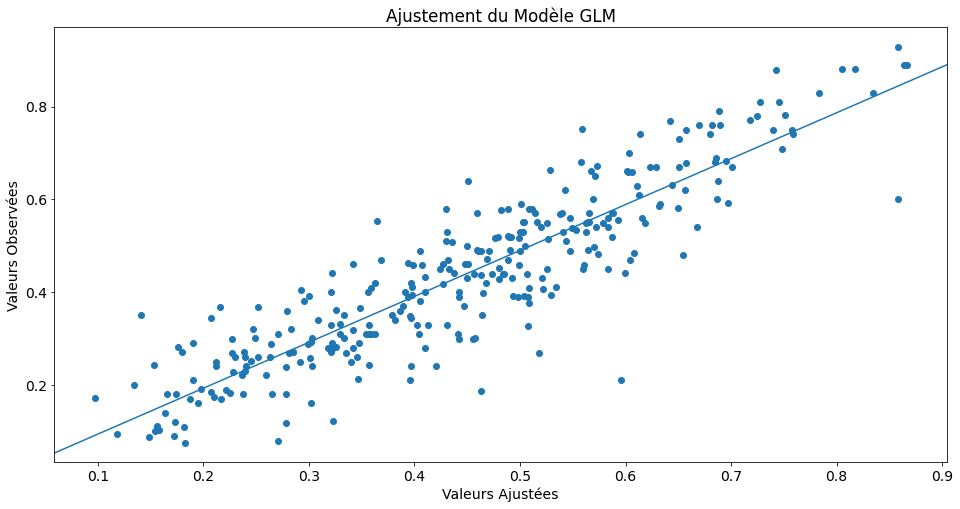 Ajustement du Modèle GLM
Valeurs Observées
0.8
0.6
0.4
0.2
0.1 0.2 0.3 0.4 0.5 0.6 0.7 0.8 0.9
Valeurs Ajustées